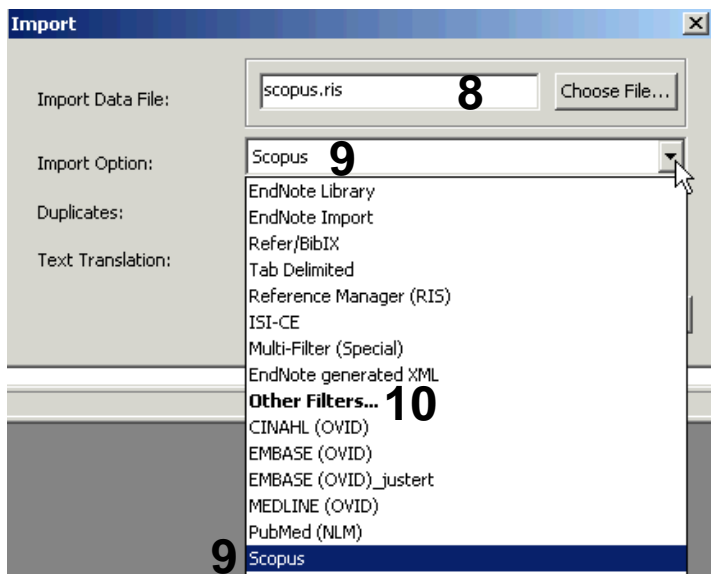 Import
Import Data File: scopus.ris 8 Choose File...
Import Option: Scopus 9
EndNote Library
Duplicates: EndNote Import
Refer/BibIX
Text Translation: Tab Delimited
Reference Manager (RIS)
ISI-CE
Multi-Filter (Special)
EndNote generated XML
Other Filters... 10
CINAHL (OVID)
EMBASE (OVID)
EMBASE (OVID)_justert
MEDLINE (OVID)
PubMed (NLM)
9 Scopus